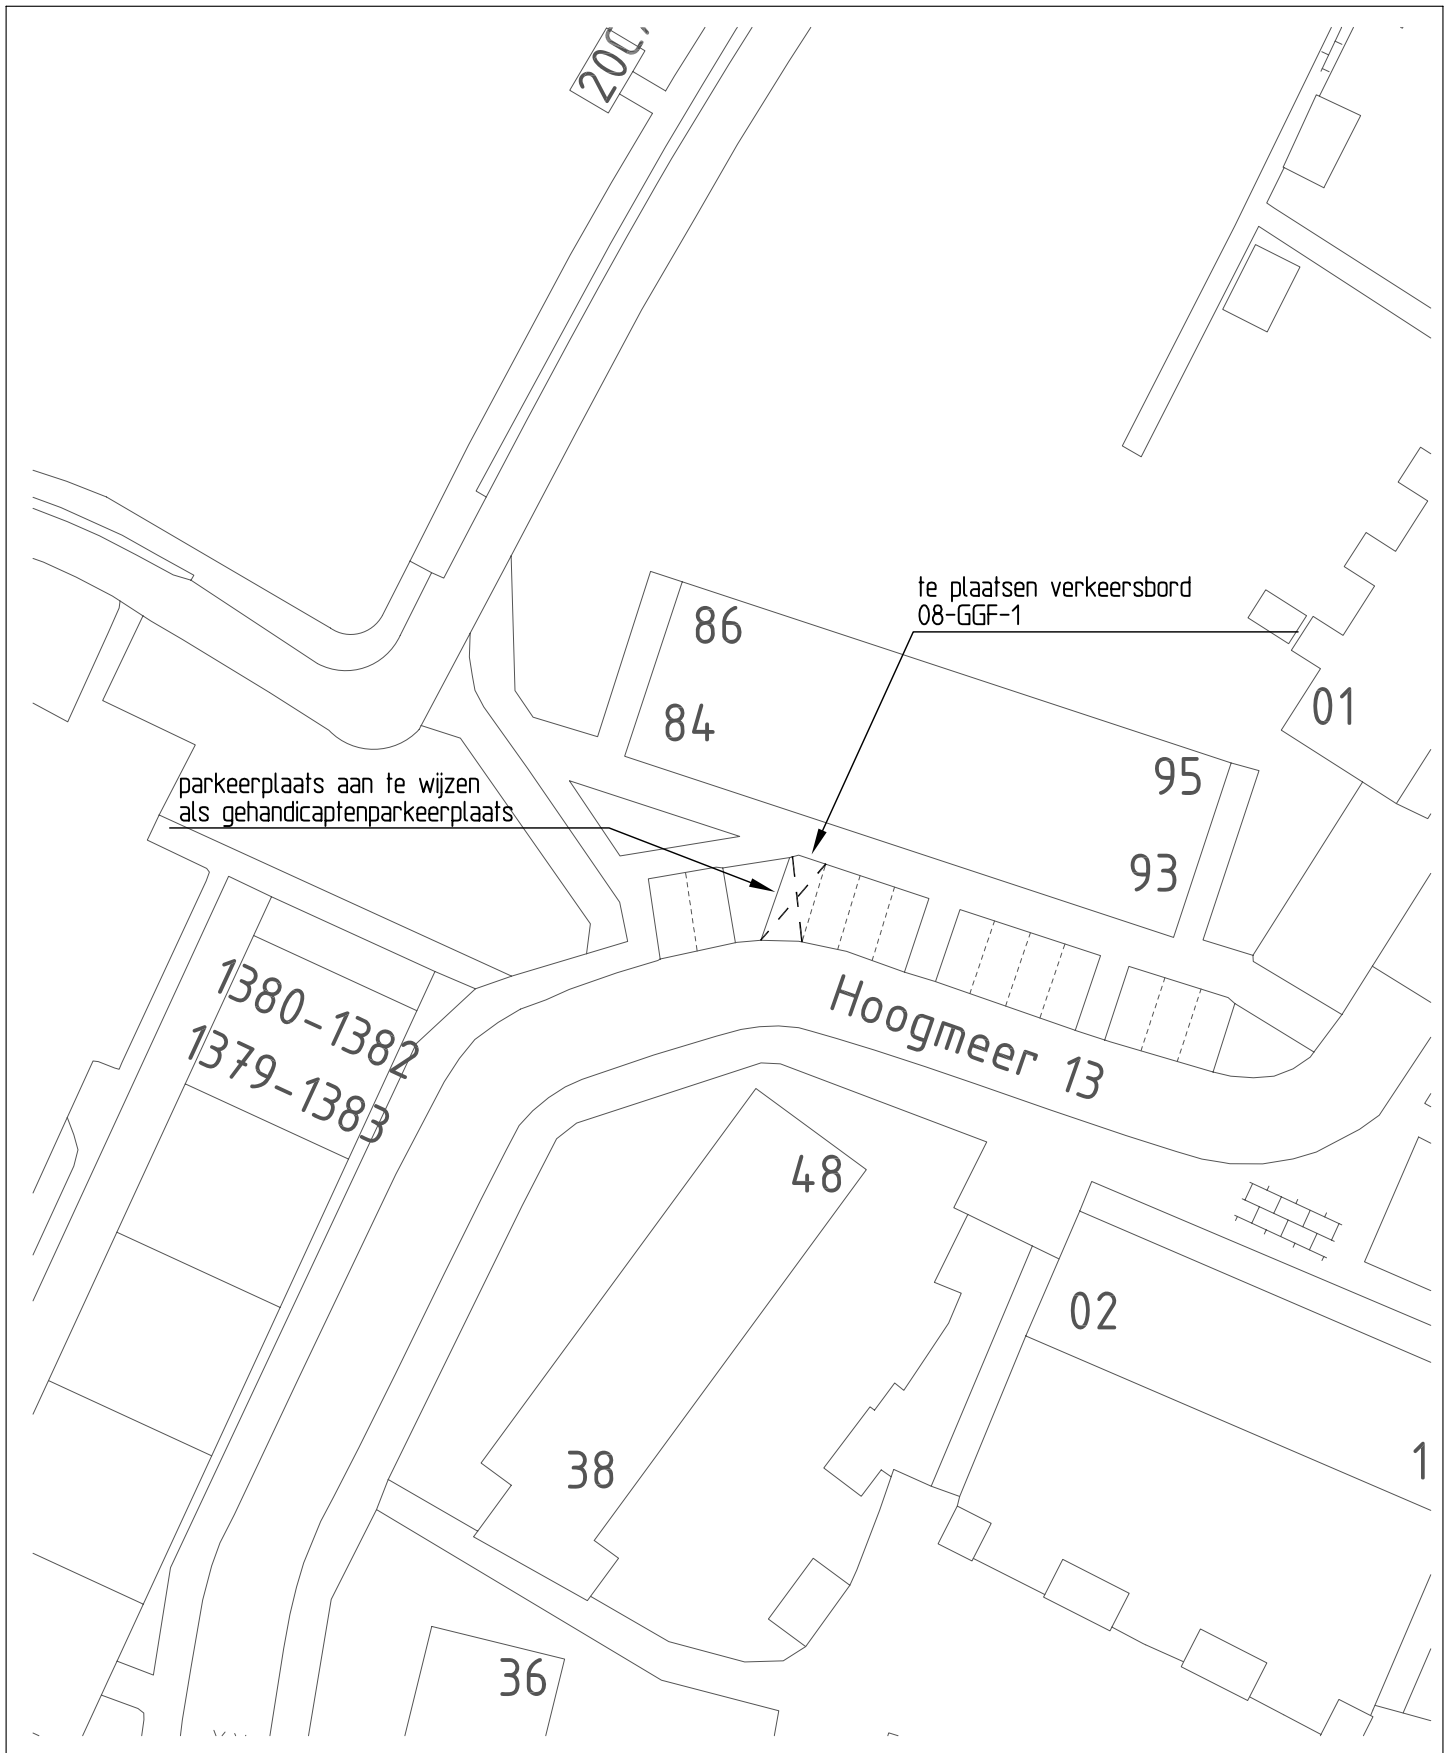 te plaatsen verkeersbord
08-GGF-1
86
84
01
95
93
parkeerplaats aan te wijzen
als gehandicaptenparkeerplaats
1380-1382
1379-1383
Hoogmeer 13
48
02
38
1
36